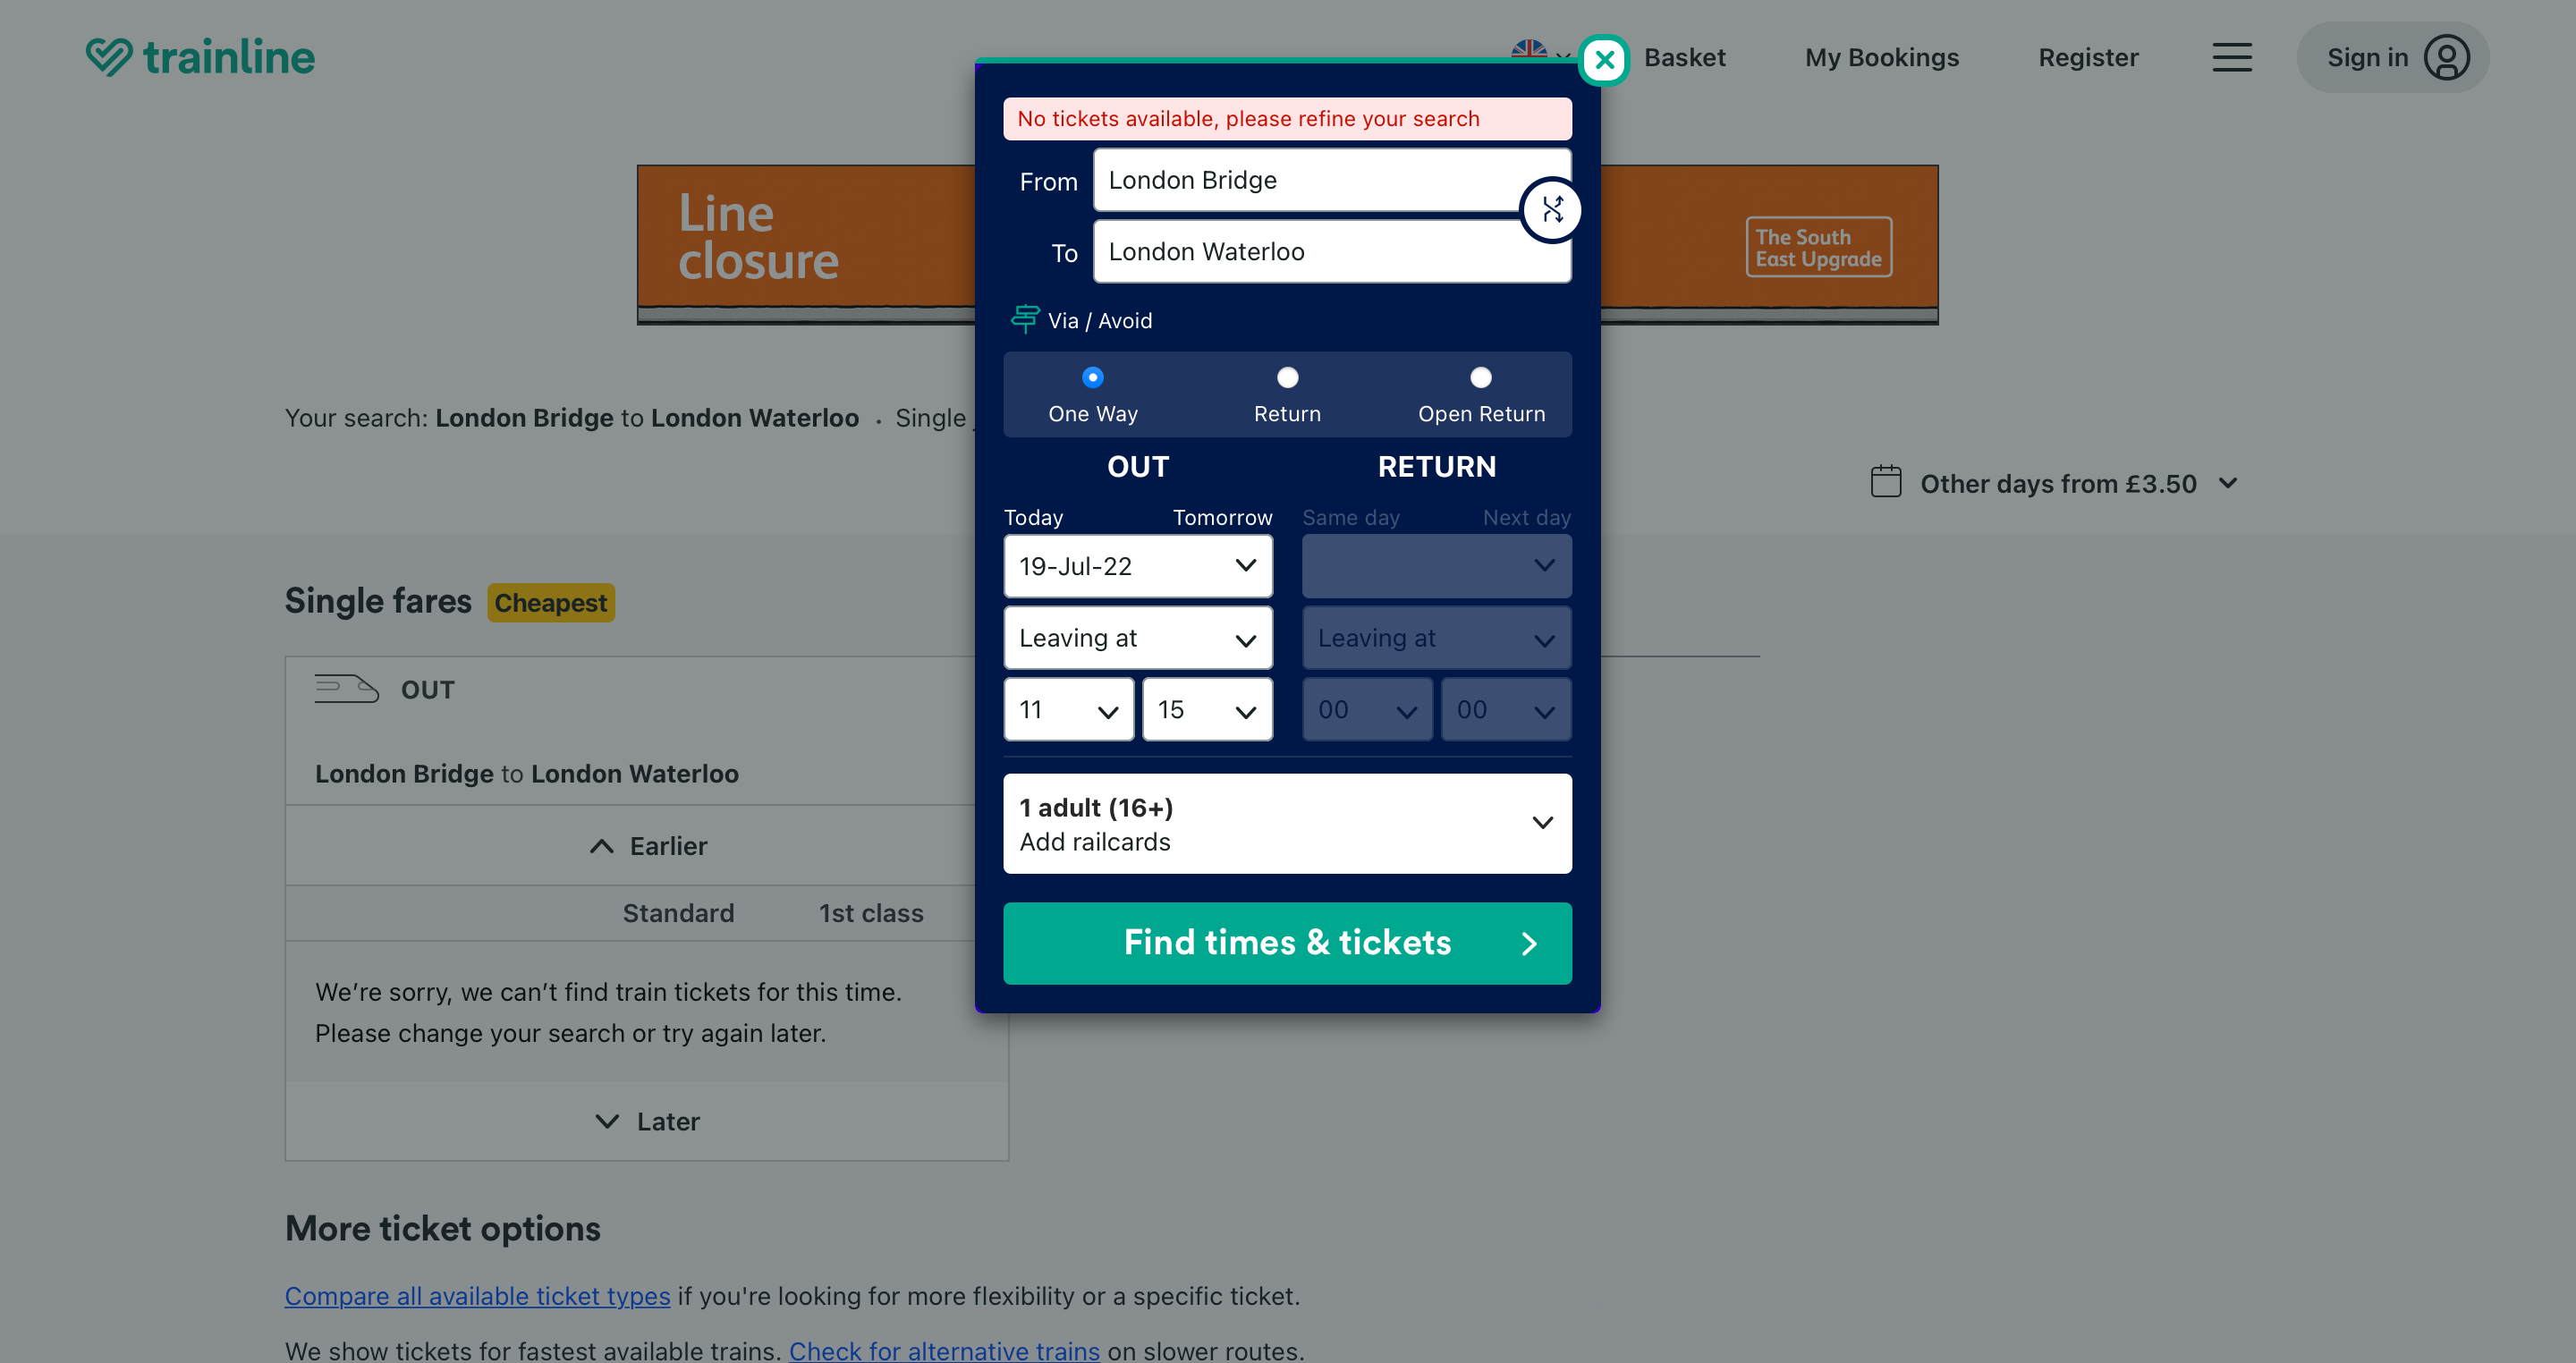 trainline
Basket
My Bookings
Register
Sign in
No tickets available, please refine your search
From
London Bridge
To
London Waterloo
Via / Avoid
One Way
Return
Open Return
OUT
RETURN
Today
Tomorrow
Same day
Next day
19-Jul-22
Leaving at
Leaving at
11
15
00
00
1 adult (16+)
Add railcards
Find times & tickets
Line
closure
The South
East Upgrade
Your search: London Bridge to London Waterloo · Single
Other days from £3.50
Single fares
Cheapest
OUT
London Bridge to London Waterloo
Earlier
Standard
1st class
We’re sorry, we can’t find train tickets for this time.
Please change your search or try again later.
Later
More ticket options
Compare all available ticket types if you're looking for more flexibility or a specific ticket.
We show tickets for fastest available trains. Check for alternative trains on slower routes.